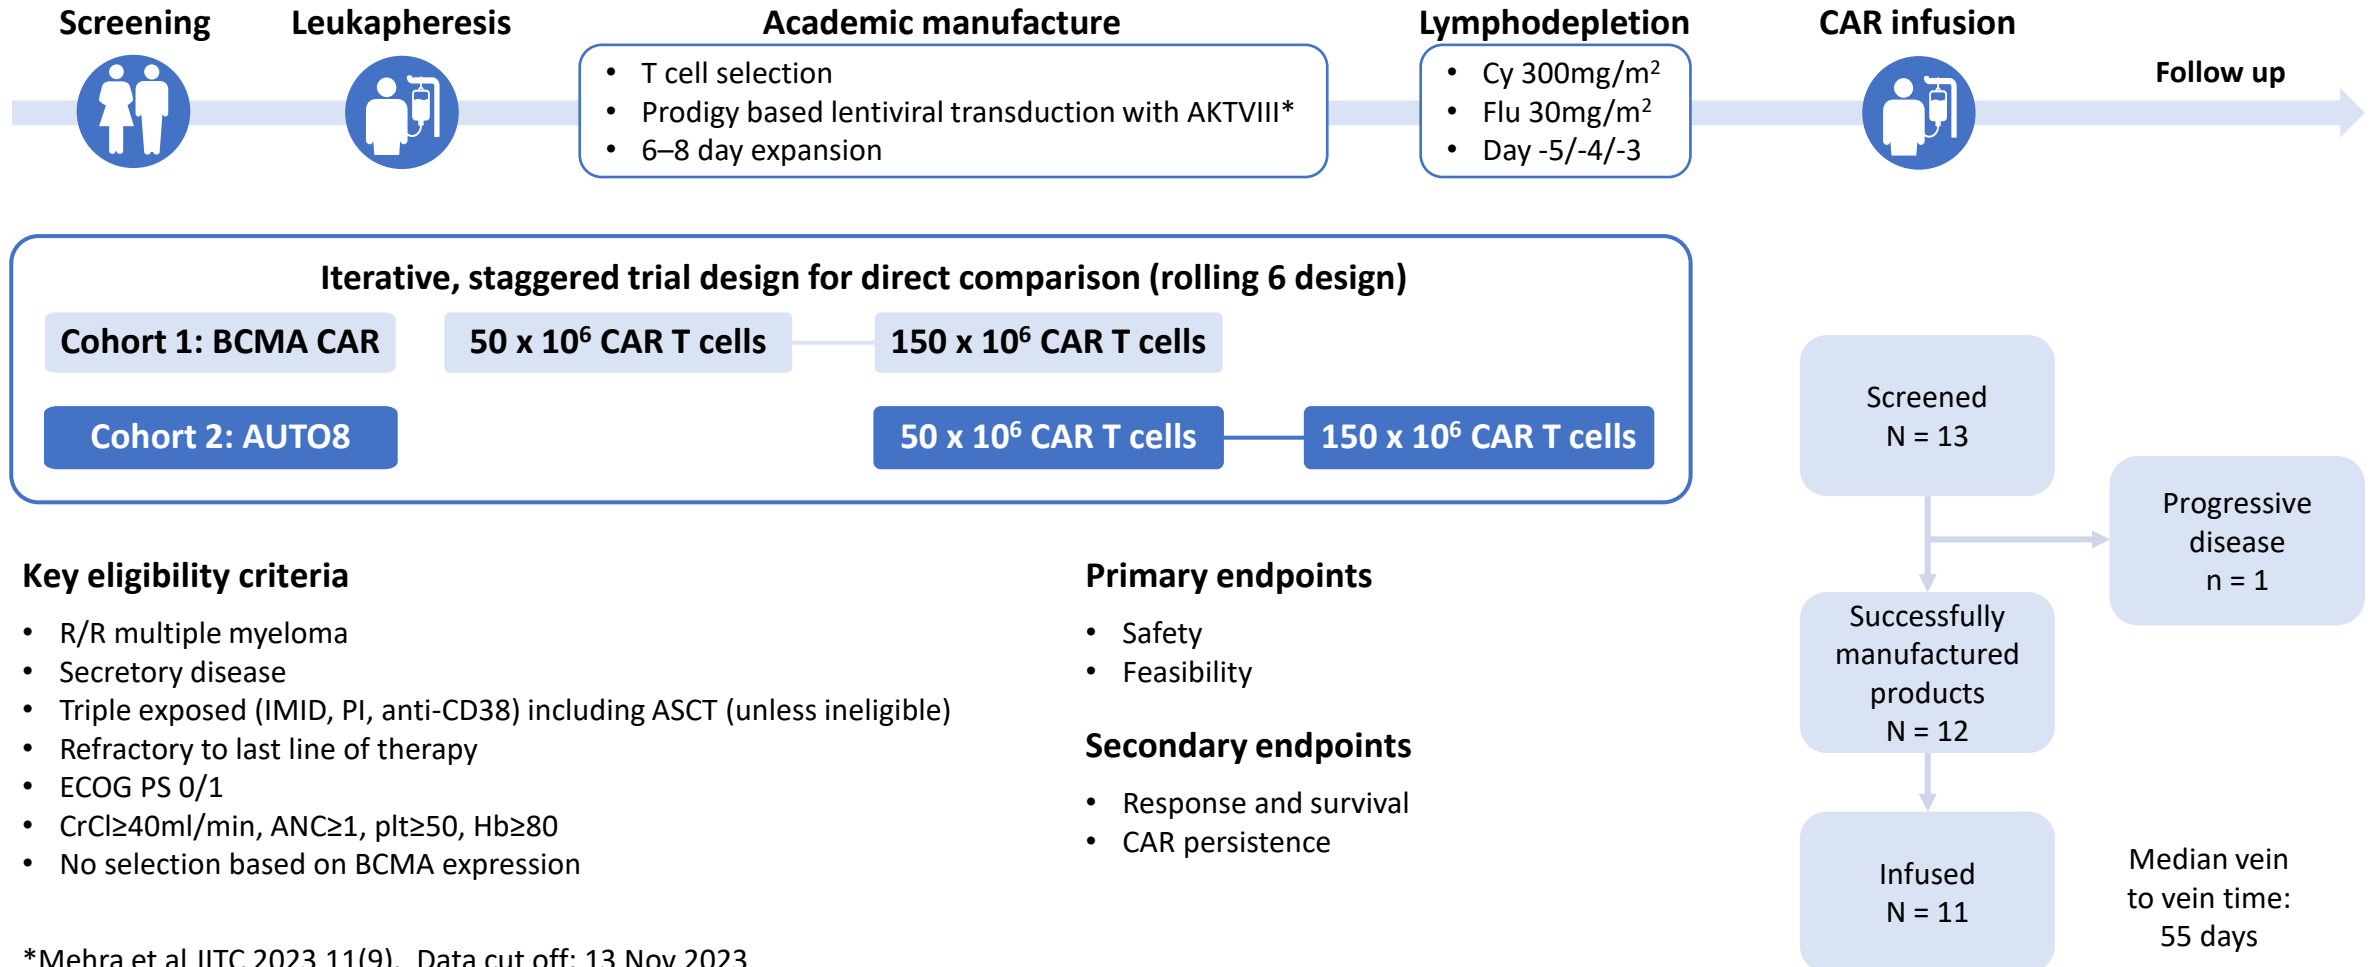 Screening
Leukapheresis
Academic manufacture
Lymphodepletion
CAR infusion
• T cell selection
• Prodigy based lentiviral transduction with AKTVIII*
• 6–8 day expansion
• Cy 300mg/m²
• Flu 30mg/m²
• Day -5/-4/-3
Follow up
Iterative, staggered trial design for direct comparison (rolling 6 design)
Cohort 1: BCMA CAR
50 x 10⁶ CAR T cells
150 x 10⁶ CAR T cells
Cohort 2: AUTO8
50 x 10⁶ CAR T cells
150 x 10⁶ CAR T cells
Key eligibility criteria
• R/R multiple myeloma
• Secretory disease
• Triple exposed (IMID, PI, anti-CD38) including ASCT (unless ineligible)
• Refractory to last line of therapy
• ECOG PS 0/1
• CrCl≥40ml/min, ANC≥1, plt≥50, Hb≥80
• No selection based on BCMA expression
Primary endpoints
• Safety
• Feasibility
Secondary endpoints
• Response and survival
• CAR persistence
Screened
N = 13
Progressive
disease
n = 1
Successfully
manufactured
products
N = 12
Infused
N = 11
Median vein
to vein time:
55 days
*Mehra et al JITC 2023 11(9). Data cut off: 13 Nov 2023